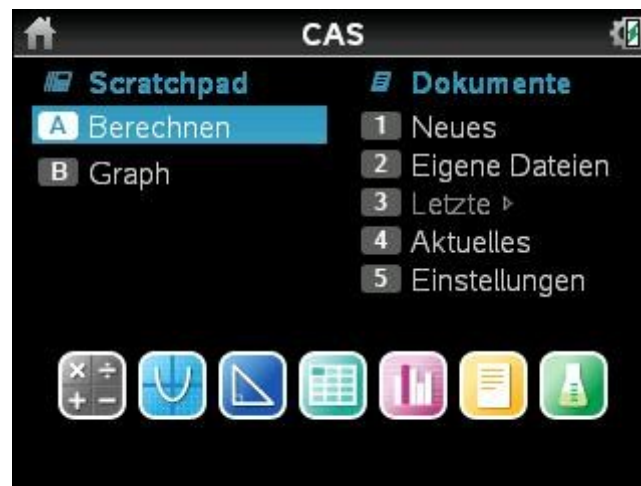 CAS
Scratchpad
A Berechnen
B Graph
Dokumente
1 Neues
2 Eigene Dateien
3 Letzte ▹
4 Aktuelles
5 Einstellungen